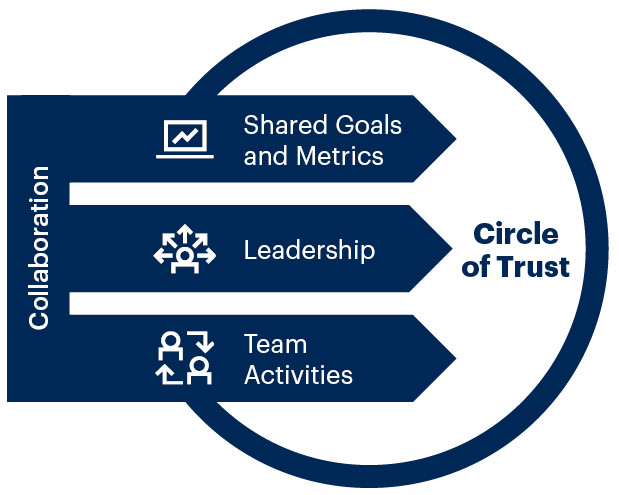 Collaboration
Shared Goals
and Metrics
Leadership
Team
Activities
Circle
of Trust